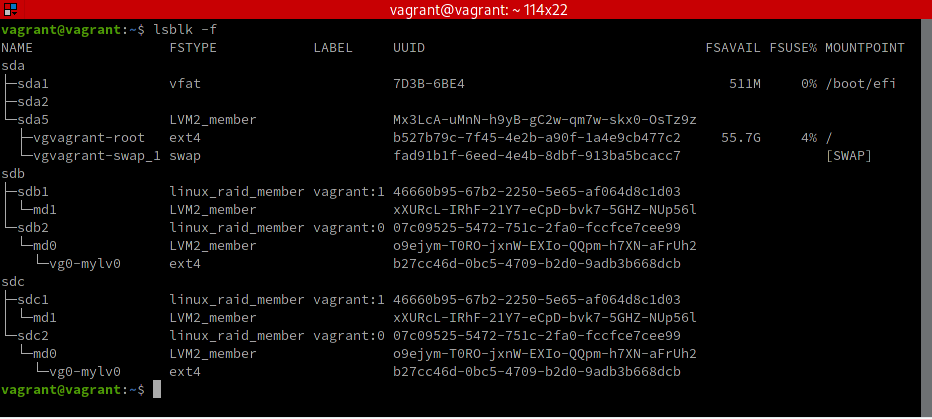 vagrant@vagrant: ~ 114x22
vagrant@vagrant:~$ lsblk -f
NAME FSTYPE LABEL UUID FSAVAIL FSUSE% MOUNTPOINT
sda
├─sda1 vfat 7D3B-6BE4 511M 0% /boot/efi
├─sda2
└─sda5 LVM2_member Mx3LcA-uMnN-h9yB-gC2w-qm7w-skx0-OsTz9z
├─vgvagrant-root ext4 b527b79c-7f45-4e2b-a90f-1a4e9cb477c2 55.7G 4% /
└─vgvagrant-swap_1 swap fad91b1f-6eed-4e4b-8dbf-913ba5bcacc7 [SWAP]
sdb
├─sdb1 linux_raid_member vagrant:1 46660b95-67b2-2250-5e65-af064d8c1d03
│ └─md1 LVM2_member xXURcL-IRhF-21Y7-eCpD-bvk7-5GHZ-NUp56l
└─sdb2 linux_raid_member vagrant:0 07c09525-5472-751c-2fa0-fccfce7cee99
└─md0 LVM2_member o9ejym-T0RO-jxnW-EXIo-QQpm-h7XN-aFrUh2
└─vg0-mylv0 ext4 b27cc46d-0bc5-4709-b2d0-9adb3b668dcb
sdc
├─sdc1 linux_raid_member vagrant:1 46660b95-67b2-2250-5e65-af064d8c1d03
│ └─md1 LVM2_member xXURcL-IRhF-21Y7-eCpD-bvk7-5GHZ-NUp56l
└─sdc2 linux_raid_member vagrant:0 07c09525-5472-751c-2fa0-fccfce7cee99
└─md0 LVM2_member o9ejym-T0RO-jxnW-EXIo-QQpm-h7XN-aFrUh2
└─vg0-mylv0 ext4 b27cc46d-0bc5-4709-b2d0-9adb3b668dcb
vagrant@vagrant:~$